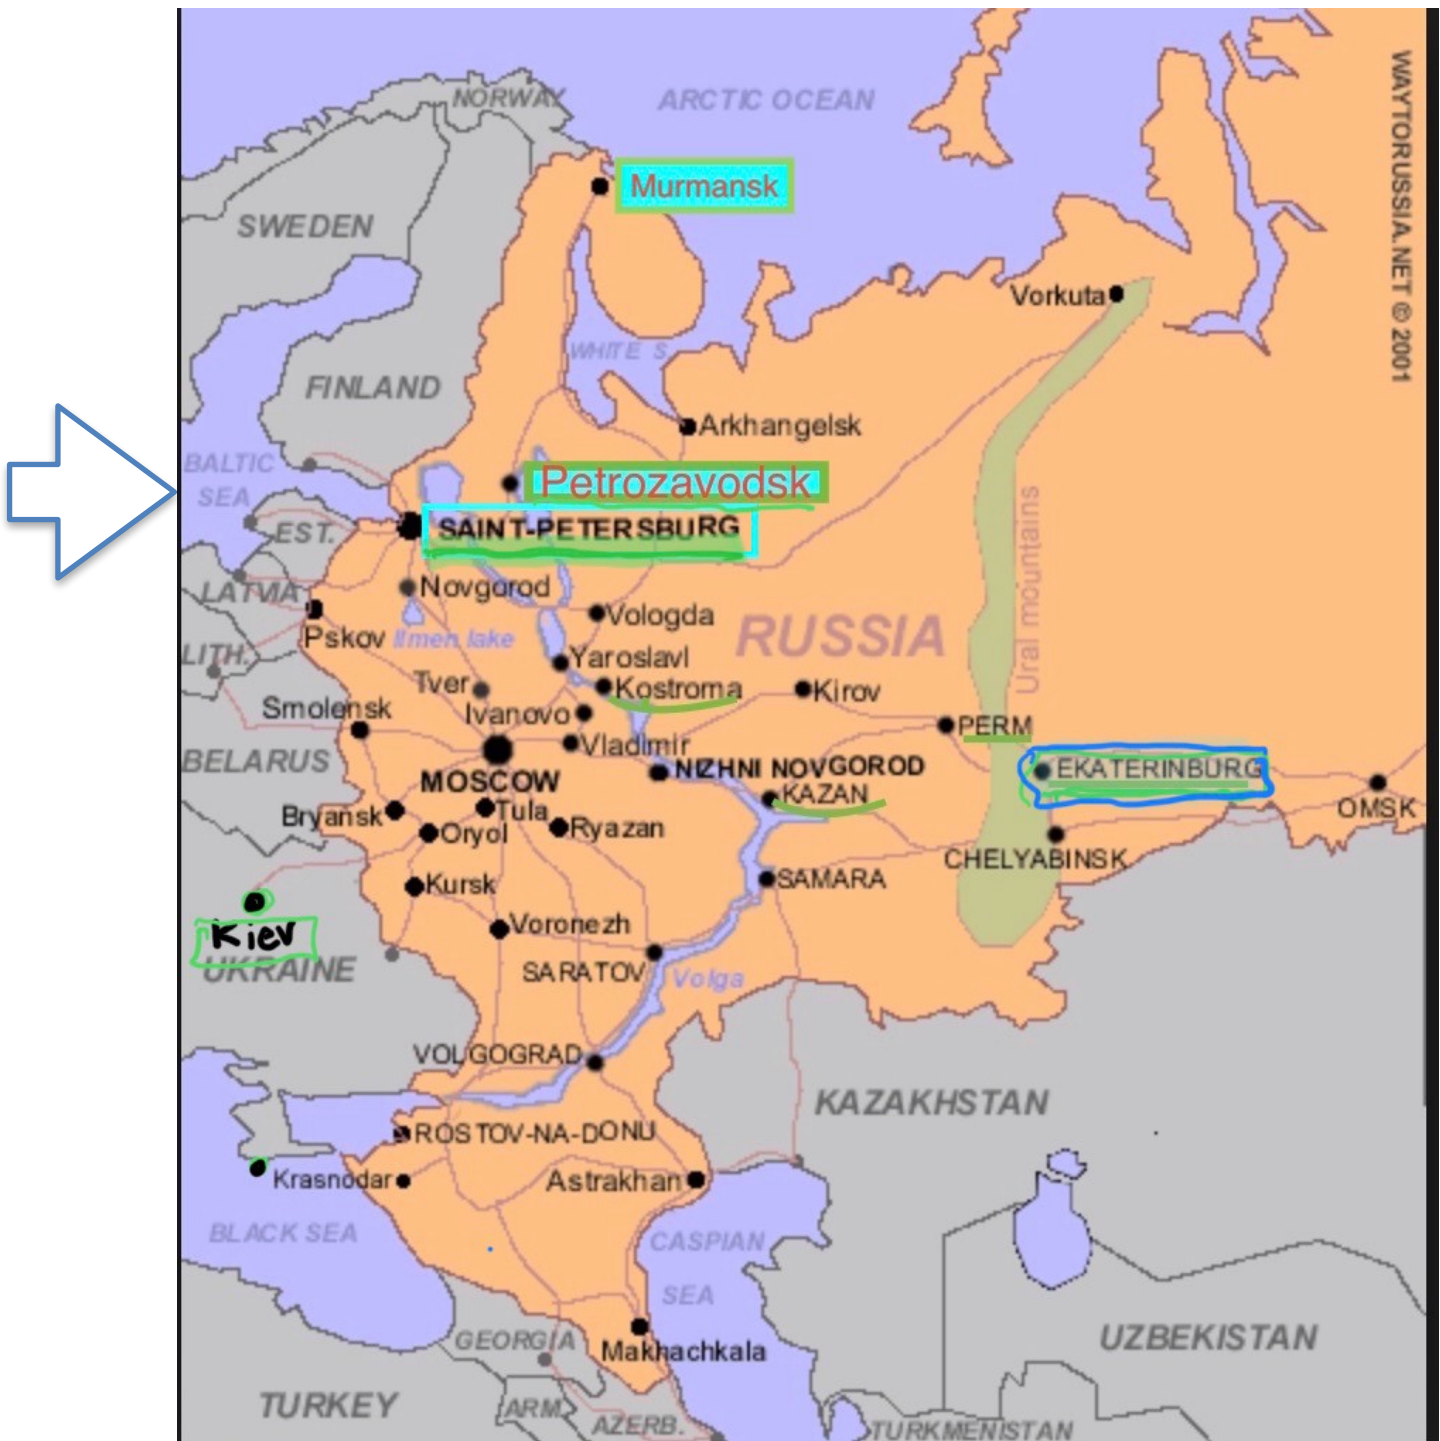 NORWAY
ARCTIC OCEAN
WAYTORUSSIA.NET © 2001
Murmansk
SWEDEN
Vorkuta
WHITE S.
FINLAND
Arkhangelsk
BALTIC
SEA
Petrozavodsk
SAINT-PETERSBURG
EST.
Ural mountains
LATVIA
Novgorod
Vologda
Pskov
Ilmen lake
RUSSIA
LITH.
Yaroslavl
Tver
Kostroma
Kirov
Smolensk
Ivanovo
PERM
Vladimir
BELARUS
NIZHNI NOVGOROD
EKATERINBURG
MOSCOW
KAZAN
OMSK
Bryansk
Tula
Oryol
Ryazan
CHELYABINSK
Kursk
SAMARA
Kiev
Voronezh
UKRAINE
SARATOV
Volga
VOLGOGRAD
KAZAKHSTAN
ROSTOV-NA-DONU
Krasnodar
Astrakhan
BLACK SEA
CASPIAN
SEA
GEORGIA
Makhachkala
UZBEKISTAN
TURKEY
ARM.
AZERB.
TURKMENISTAN